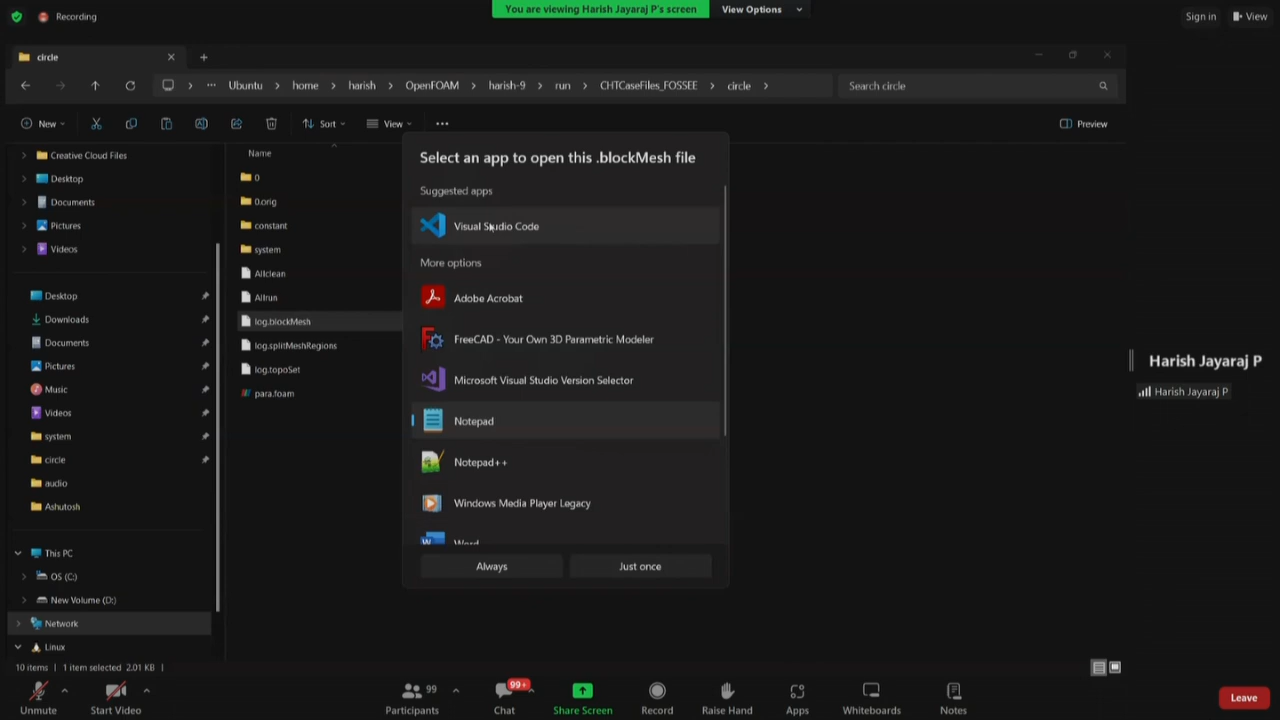 Recording
You are viewing Harish Jayaraj P's screen
View Options
Sign in
View
circle
Ubuntu
home
harish
OpenFOAM
harish-9
run
CHTCaseFiles_FOSSEE
circle
Search circle
New
Sort
View
Preview
Creative Cloud Files
Desktop
Documents
Pictures
Videos
Desktop
Downloads
Documents
Pictures
Music
Videos
system
circle
audio
Ashutosh
This PC
OS (C:)
New Volume (D:)
Network
Linux
Name
0
0.orig
constant
system
Allclean
Allrun
log.blockMesh
log.splitMeshRegions
log.topoSet
para.foam
Select an app to open this .blockMesh file
Suggested apps
Visual Studio Code
More options
Adobe Acrobat
FreeCAD - Your Own 3D Parametric Modeler
Microsoft Visual Studio Version Selector
Notepad
Notepad++
Windows Media Player Legacy
Word
Always
Just once
Harish Jayaraj P
Harish Jayaraj P
10 items
1 item selected 2.01 KB
Unmute
Start Video
99
Participants
99+
Chat
Share Screen
Record
Raise Hand
Apps
Whiteboards
Notes
Leave